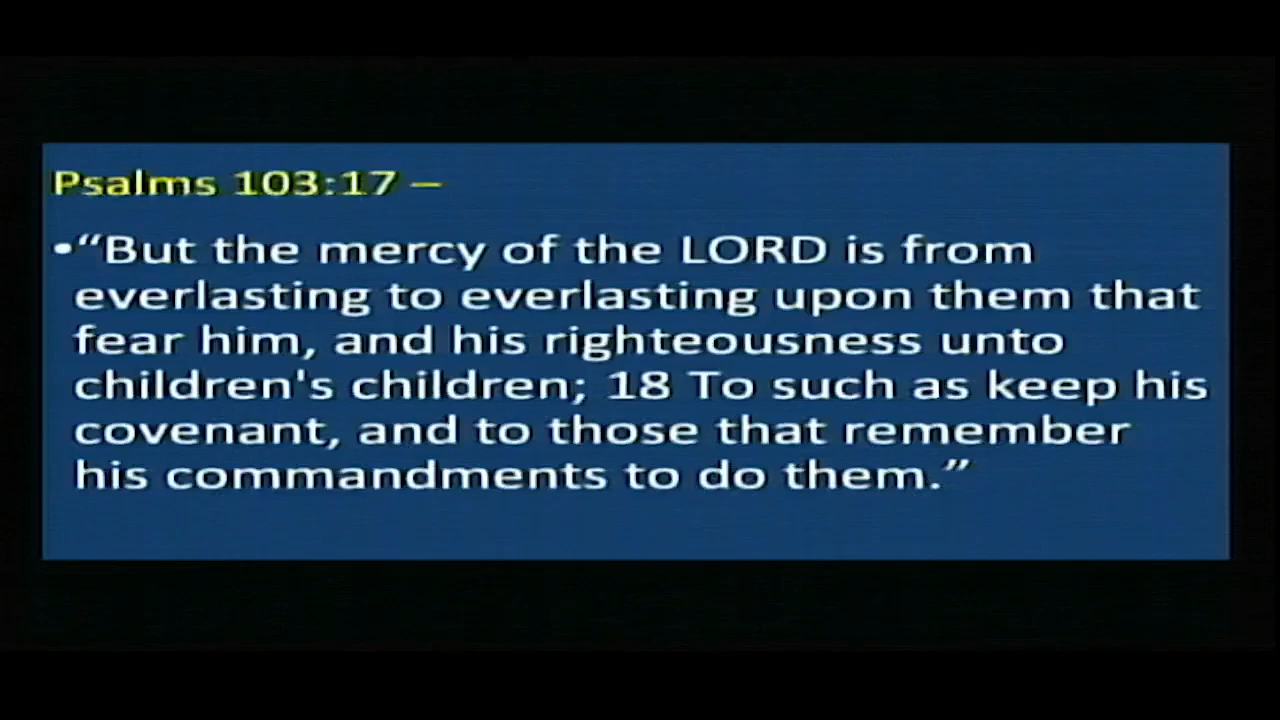 Psalms 103:17 –
•“But the mercy of the LORD is from
everlasting to everlasting upon them that
fear him, and his righteousness unto
children's children; 18 To such as keep his
covenant, and to those that remember
his commandments to do them.”